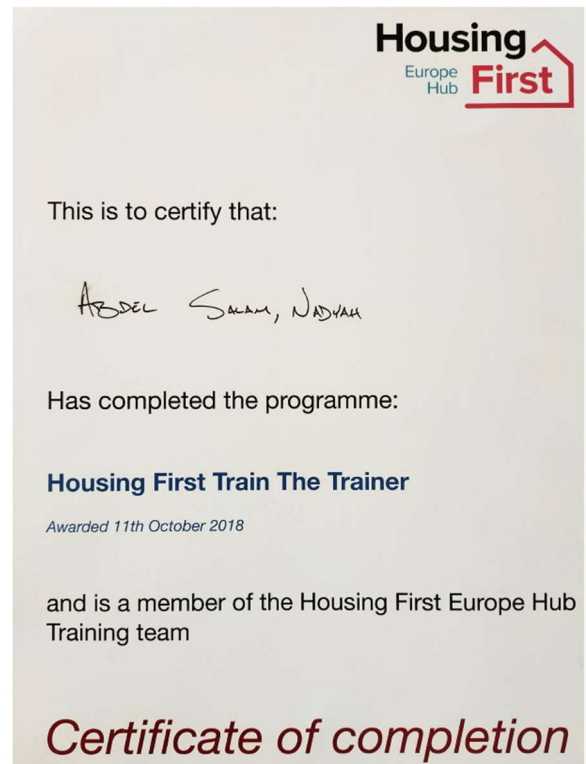 Housing
Europe
Hub
First
This is to certify that:
ABDEL SALAM, NADYAH
Has completed the programme:
Housing First Train The Trainer
Awarded 11th October 2018
and is a member of the Housing First Europe Hub
Training team
Certificate of completion